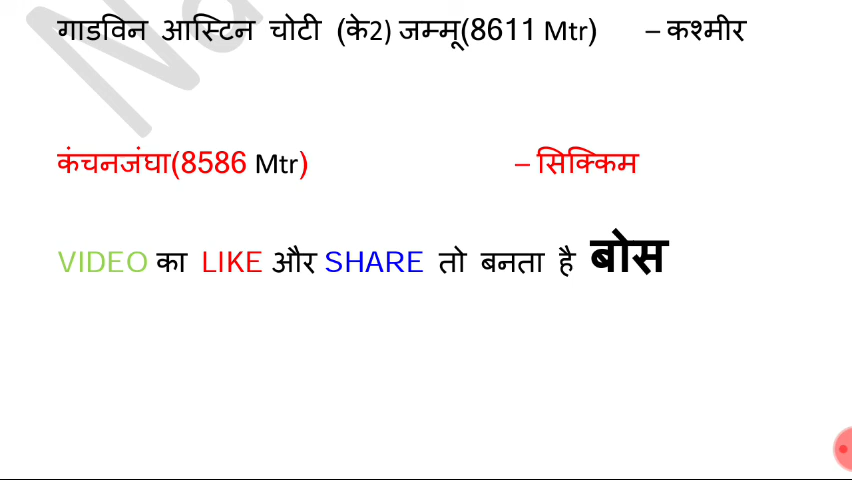 गाडविन आस्टिन चोटी (के2) जम्मू(8611 Mtr) – कश्मीर
कंचनजंघा(8586 Mtr) – सिक्किम
VIDEO का LIKE और SHARE तो बनता है बोस